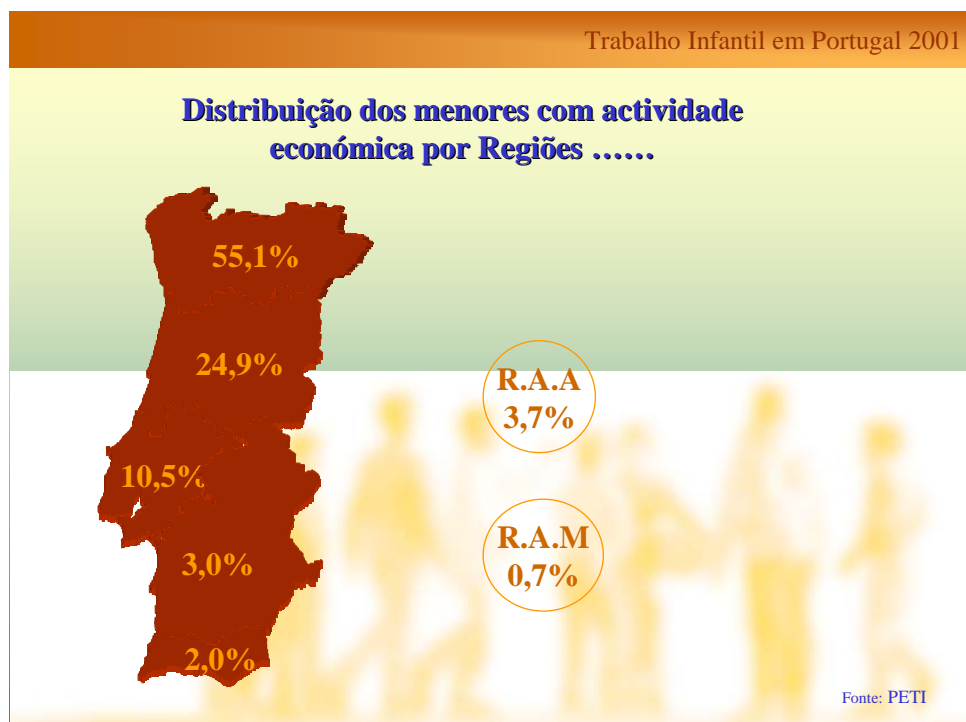 Trabalho Infantil em Portugal 2001
Distribuição dos menores com actividade
económica por Regiões ……
55,1%
24,9%
R.A.A
3,7%
10,5%
R.A.M
0,7%
3,0%
2,0%
Fonte: PETI